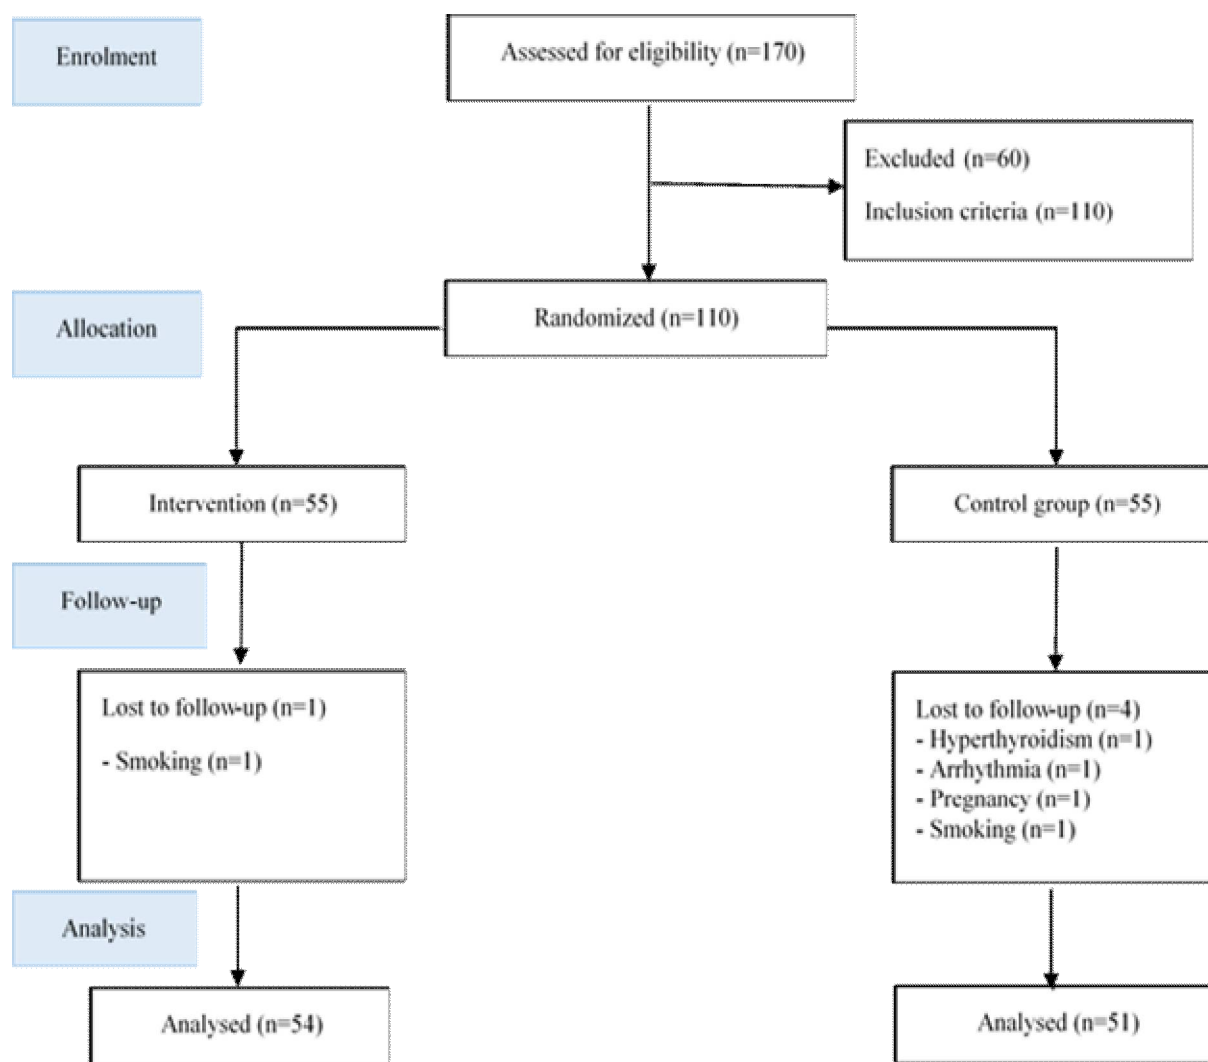 Enrolment
Assessed for eligibility (n=170)
Excluded (n=60)
Inclusion criteria (n=110)
Allocation
Randomized (n=110)
Intervention (n=55)
Control group (n=55)
Follow-up
Lost to follow-up (n=1)
- Smoking (n=1)
Lost to follow-up (n=4)
- Hyperthyroidism (n=1)
- Arrhythmia (n=1)
- Pregnancy (n=1)
- Smoking (n=1)
Analysis
Analysed (n=54)
Analysed (n=51)